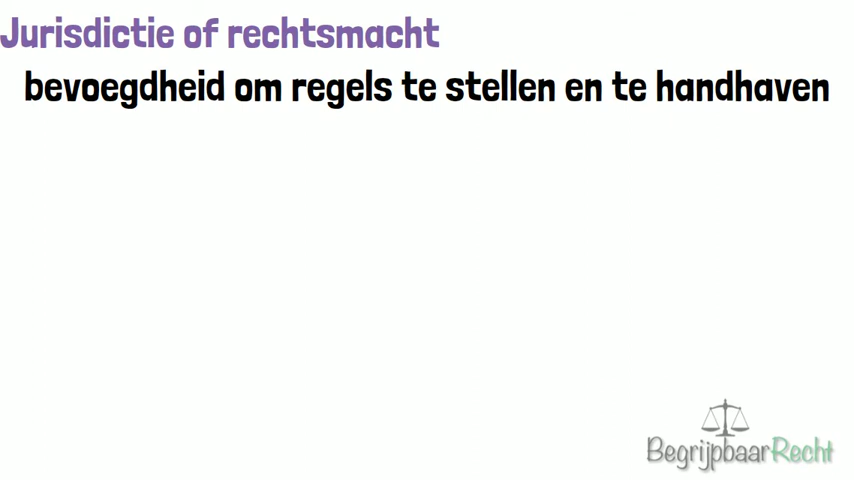 Jurisdictie of rechtsmacht
bevoegdheid om regels te stellen en te handhaven
BegrijpbaarRecht